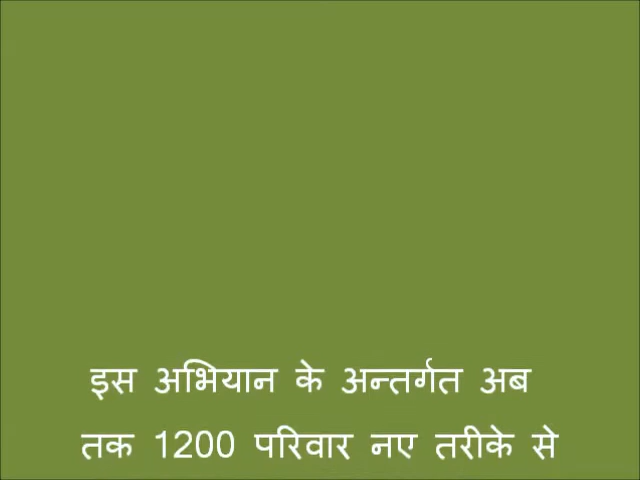 इस अभियान के अन्तर्गत अब
तक 1200 परिवार नए तरीके से